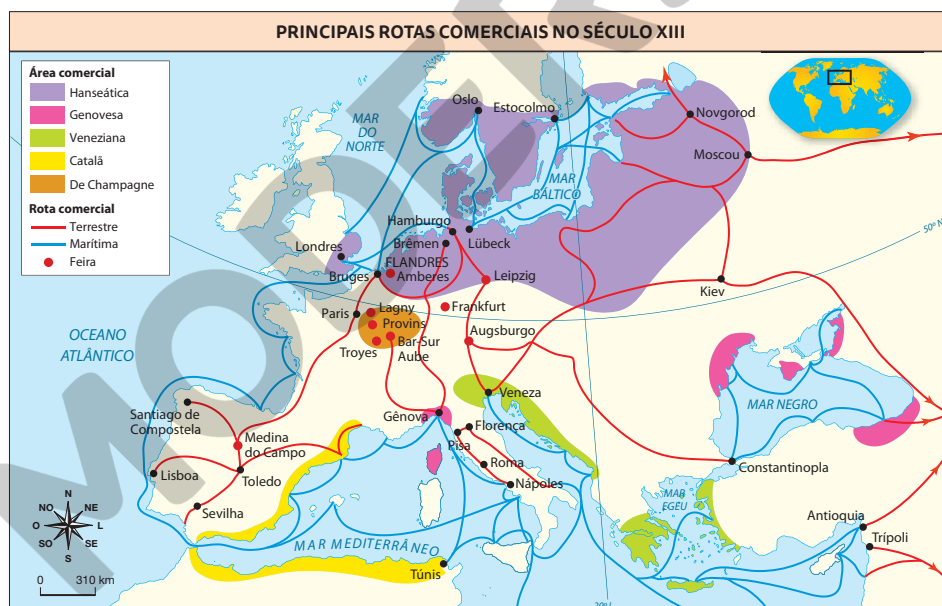 PRINCIPAIS ROTAS COMERCIAIS NO SÉCULO XIII
Área comercial
Hanseática
Genovesa
Veneziana
Catalã
De Champagne
Rota comercial
Terrestre
Marítima
Feira
MAR
DO
NORTE
Oslo
Estocolmo
Novgorod
Moscou
MAR
BÁLTICO
50º N
Hamburgo
Brêmen
Lübeck
Londres
FLANDRES
Bruges
Amberes
Leipzig
Kiev
Paris
Lagny
Frankfurt
Provins
Augsburgo
Troyes
Bar-Sur
Aube
OCEANO
ATLÂNTICO
Veneza
MAR NEGRO
Gênova
Santiago de
Compostela
Florença
Pisa
Medina
do Campo
Roma
Constantinopla
Lisboa
Toledo
Nápoles
MAR
EGEU
Sevilha
Antioquia
Trípoli
MAR MEDITERRÂNEO
Túnis
N
NO
NE
O
L
SO
SE
S
0
310 km
MODER